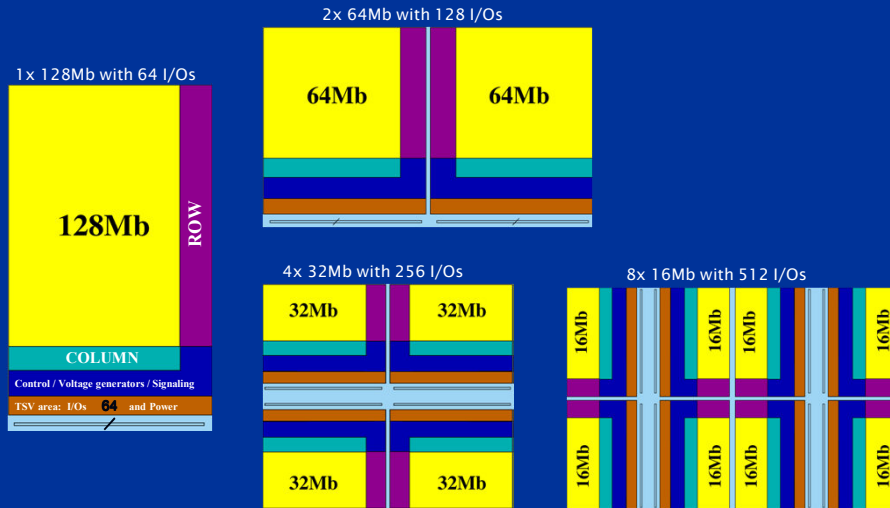 2x 64Mb with 128 I/Os
1x 128Mb with 64 I/Os
64Mb
64Mb
128Mb
ROW
COLUMN
Control / Voltage generators / Signaling
TSV area: I/Os 64 and Power
4x 32Mb with 256 I/Os
32Mb
32Mb
32Mb
32Mb
8x 16Mb with 512 I/Os
16Mb
16Mb
16Mb
16Mb
16Mb
16Mb
16Mb
16Mb